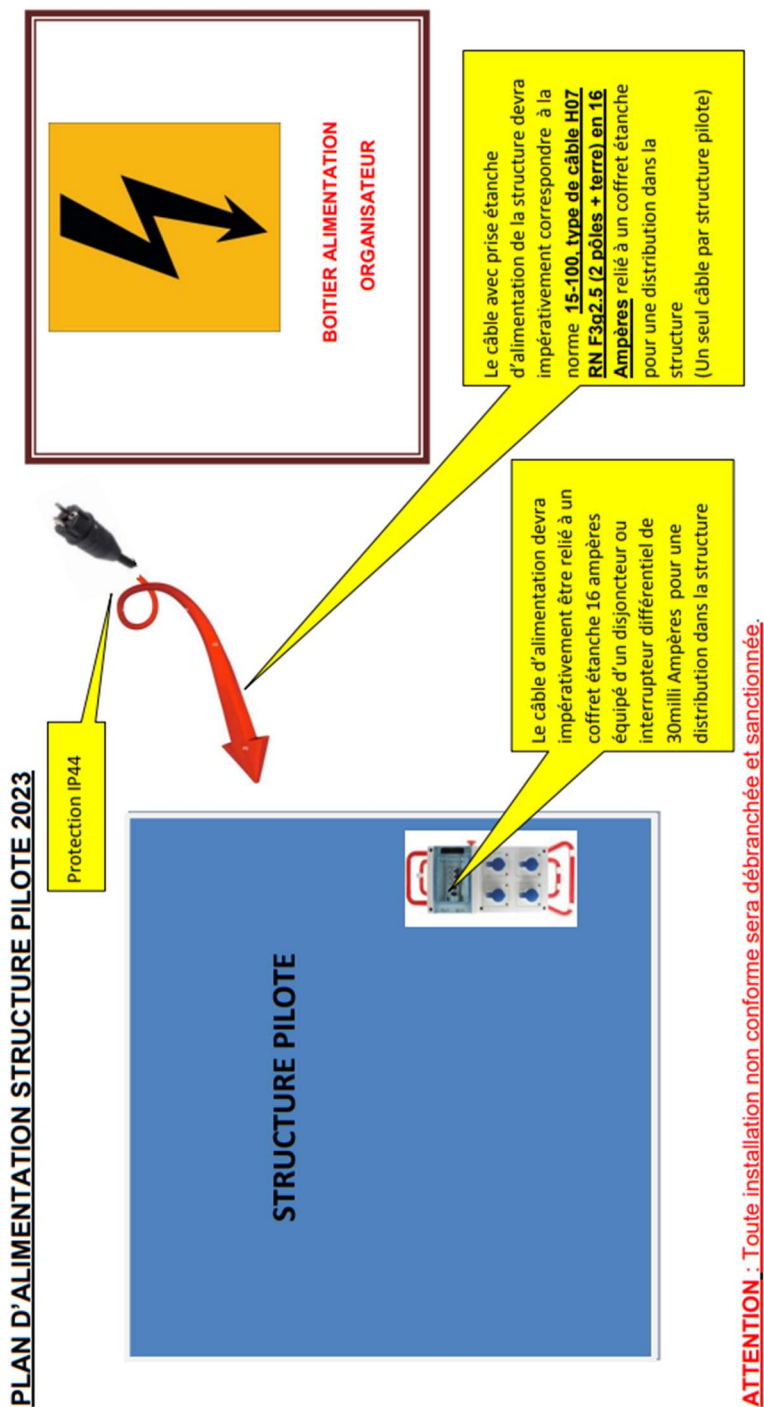 PLAN D'ALIMENTATION STRUCTURE PILOTE 2023
Protection IP44
BOITIER ALIMENTATION
ORGANISATEUR
STRUCTURE PILOTE
Le câble d'alimentation devra
impérativement être relié à un
coffret étanche 16 ampères
équipé d'un disjoncteur ou
interrupteur différentiel de
30milli Ampères pour une
distribution dans la structure
Le câble avec prise étanche
d'alimentation de la structure devra
impérativement correspondre à la
norme 15-100, type de câble H07
RN F3g2.5 (2 pôles + terre) en 16
Ampères relié à un coffret étanche
pour une distribution dans la
structure
(Un seul câble par structure pilote)
ATTENTION : Toute installation non conforme sera débranchée et sanctionnée.